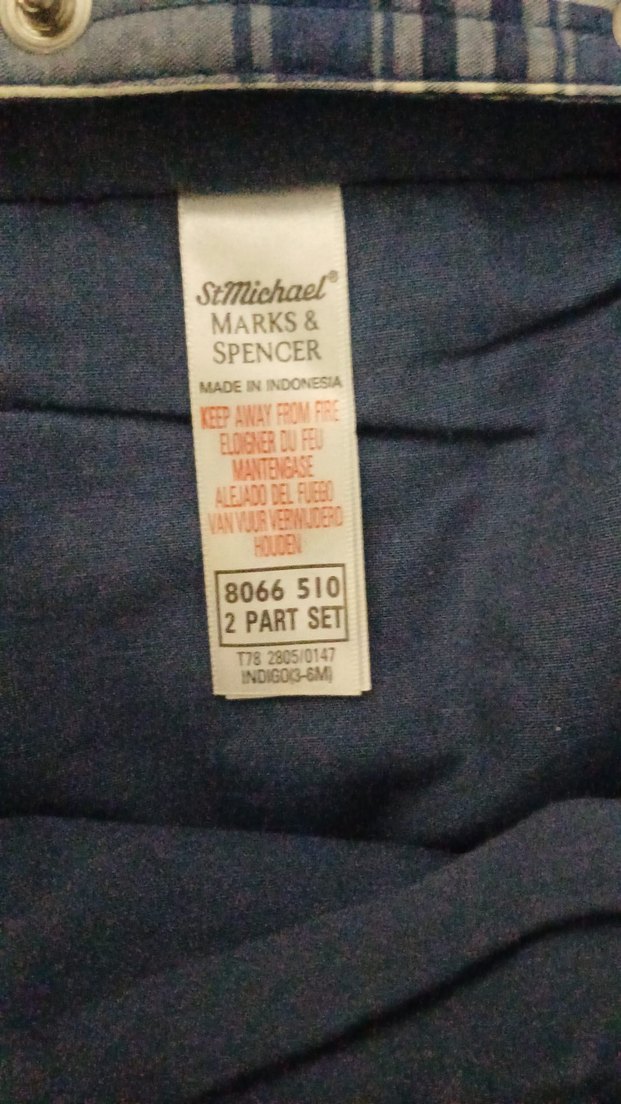 StMichael®
MARKS &
SPENCER
MADE IN INDONESIA
KEEP AWAY FROM FIRE
ELOIGNER DU FEU
MANTENGASE
ALEJADO DEL FUEGO
VAN VUUR VERWIJDERD
HOUDEN
8066 510
2 PART SET
T78 2805/0147
INDIGO(3-6M)